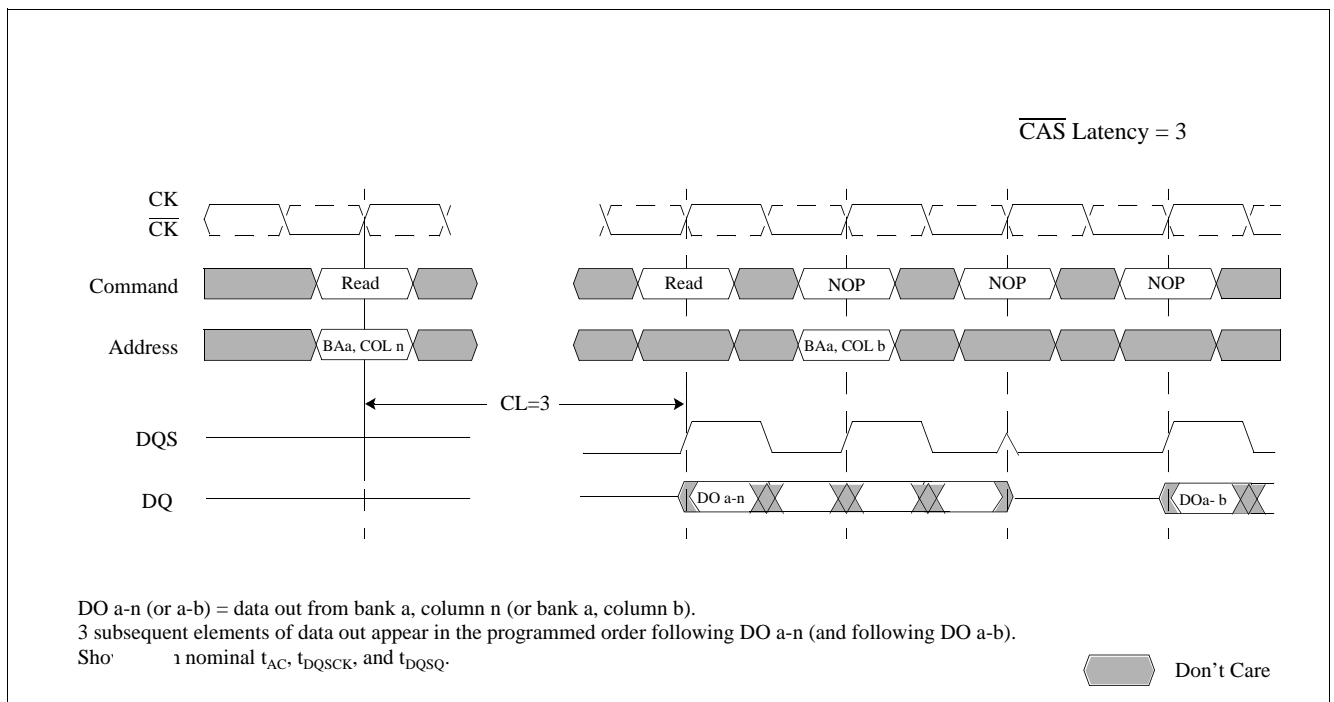 C̅A̅S̅ Latency = 3
CK
C̅K̅
Command Read Read NOP NOP NOP
Address BAa, COL n BAa, COL b
CL=3
DQS
DQ DO a-n DOa- b
DO a-n (or a-b) = data out from bank a, column n (or bank a, column b).
3 subsequent elements of data out appear in the programmed order following DO a-n (and following DO a-b).
nominal tAC, tDQSCK, and tDQSQ.
Don't Care